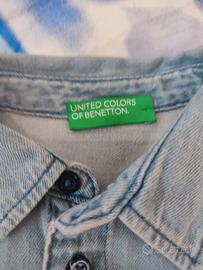 UNITED COLORS
OF BENETTON.